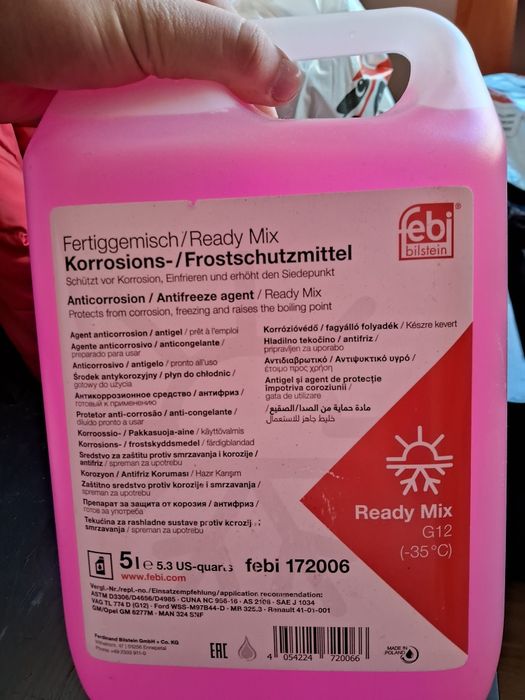 febi®
bilstein
Fertiggemisch/Ready Mix
Korrosions-/Frostschutzmittel
Schützt vor Korrosion, Einfrieren und erhöht den Siedepunkt
Anticorrosion / Antifreeze agent / Ready Mix
Protects from corrosion, freezing and raises the boiling point
Agent anticorrosion / antigel / prêt à l'emploi
Agente anticorrosivo / anticongelante /
preparado para usar
Anticorrosivo / antigelo / pronto all'uso
Środek antykorozyjny / płyn do chłodnic /
gotowy do użycia
Антикоррозионное средство / антифриз /
готовый к применению
Protetor anti-corrosão / anti-congelante /
diluído pronto a usar
Korroosio- / Pakkasuoja-aine / käyttövalmis
Korrosions- / frostskyddsmedel / färdigblandad
Sredstvo za zaštitu protiv smrzavanja i korozije /
antifriz / spreman za upotrebu
Korozyon / Antifriz Koruması / Hazır Karışım
Zaštitno sredstvo protiv korozije i smrzavanja /
spreman za upotrebu
Препарат за защита от корозия / антифриз /
готов за употреба
Tekućina za rashladne sustave protiv korozije i
smrzavanja / spreman za upotrebu
Korrózióvédő / fagyálló folyadék / Készre kevert
Hladilno tekočino / antifriz /
pripravljen za uporabo
Αντιδιαβρωτικό / Αντιψυκτικό υγρό /
έτοιμο προς χρήση
Antigel și agent de protecție
împotriva coroziunii /
gata de utilizare
مادة حماية من الصدأ/الصقيع/
خليط جاهز للاستعمال
Ready Mix
G12
(-35°C)
5 l e 5.3 US-quarts febi 172006
www.febi.com
Vergl.-Nr./repl.-no./Einsatzempfehlung/application recommendation:
ASTM D3306/D4656/D4985 - CUNA NC 956-16 - AS 2108 - SAE J 1034
VAG TL 774 D (G12) - Ford WSS-M97B44-D - MB 325.3 - Renault 41-01-001
GM/Opel GM 6277M - MAN 324 SNF
Ferdinand Bilstein GmbH + Co. KG
Wilhelmstr. 47 | 58256 Ennepetal
Phone: +49 2333 911-0
EAC
4 054224 720066
MADE IN
POLAND